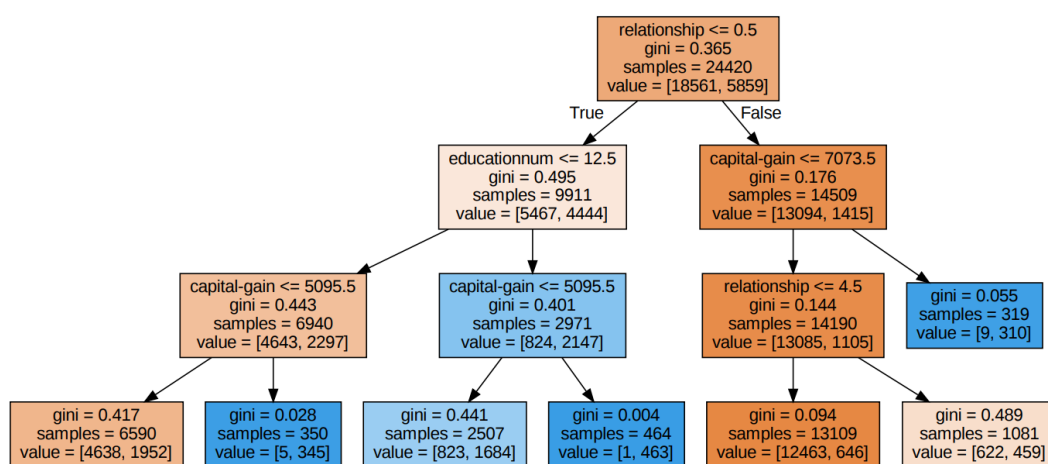 relationship <= 0.5
gini = 0.365
samples = 24420
value = [18561, 5859]
True
False
educationnum <= 12.5
gini = 0.495
samples = 9911
value = [5467, 4444]
capital-gain <= 7073.5
gini = 0.176
samples = 14509
value = [13094, 1415]
capital-gain <= 5095.5
gini = 0.443
samples = 6940
value = [4643, 2297]
capital-gain <= 5095.5
gini = 0.401
samples = 2971
value = [824, 2147]
relationship <= 4.5
gini = 0.144
samples = 14190
value = [13085, 1105]
gini = 0.055
samples = 319
value = [9, 310]
gini = 0.417
samples = 6590
value = [4638, 1952]
gini = 0.028
samples = 350
value = [5, 345]
gini = 0.441
samples = 2507
value = [823, 1684]
gini = 0.004
samples = 464
value = [1, 463]
gini = 0.094
samples = 13109
value = [12463, 646]
gini = 0.489
samples = 1081
value = [622, 459]